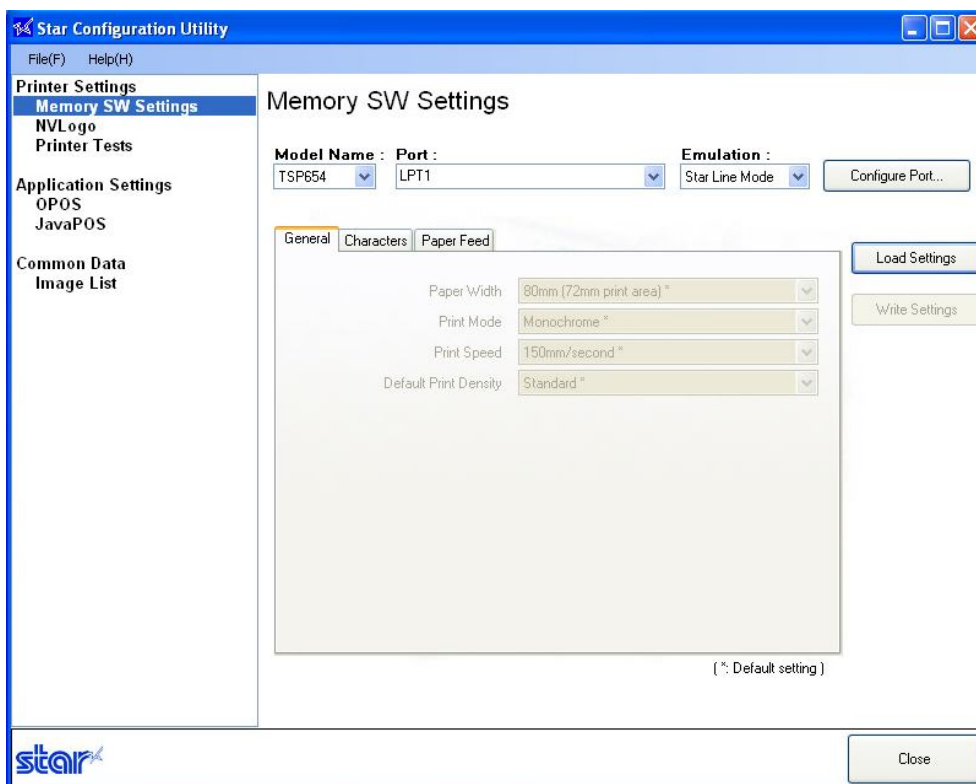 Star Configuration Utility
File(F) Help(H)
Printer Settings
Memory SW Settings
NVLogo
Printer Tests
Application Settings
OPOS
JavaPOS
Common Data
Image List
Memory SW Settings
Model Name : Port : Emulation :
TSP654 LPT1 Star Line Mode Configure Port...
General Characters Paper Feed
Load Settings
Write Settings
Paper Width 80mm (72mm print area) *
Print Mode Monochrome *
Print Speed 150mm/second *
Default Print Density Standard *
( *: Default setting )
star
Close